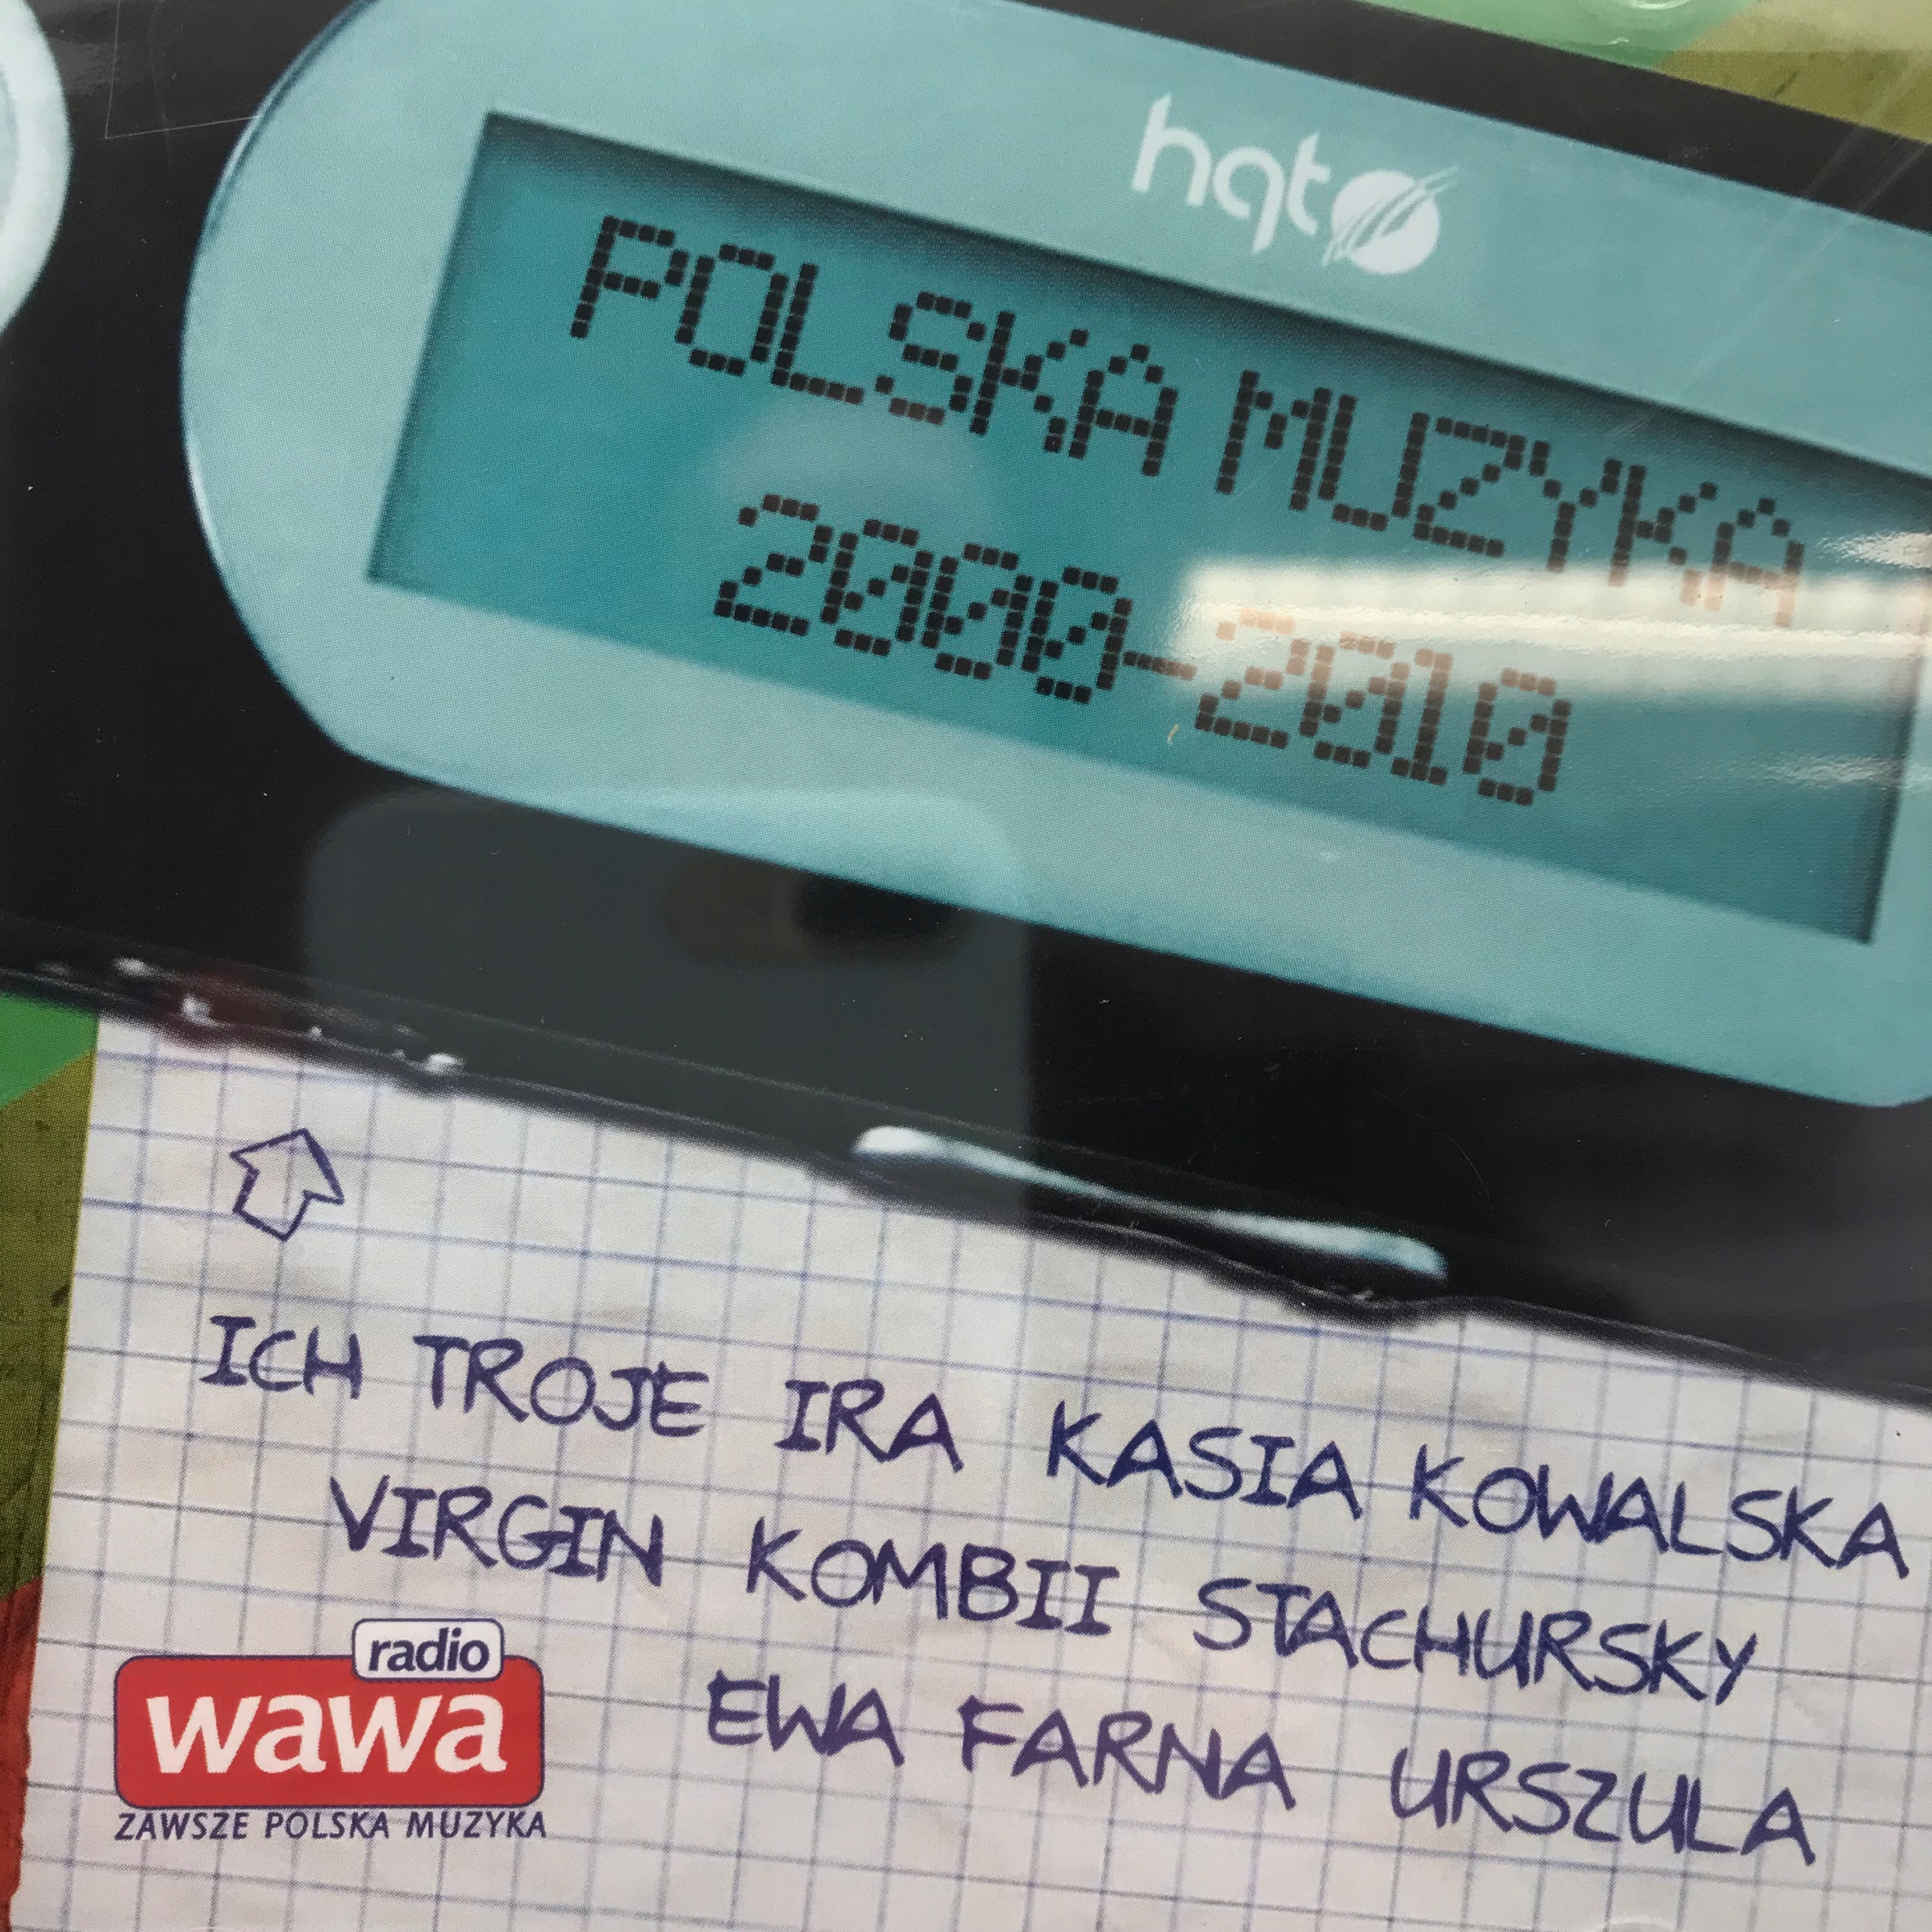 hqt
POLSKA MUZYKA
2000-2010
ICH TROJE IRA KASIA KOWALSKA
VIRGIN KOMBII STACHURSKY
EWA FARNA URSZULA
radio
wawa
ZAWSZE POLSKA MUZYKA